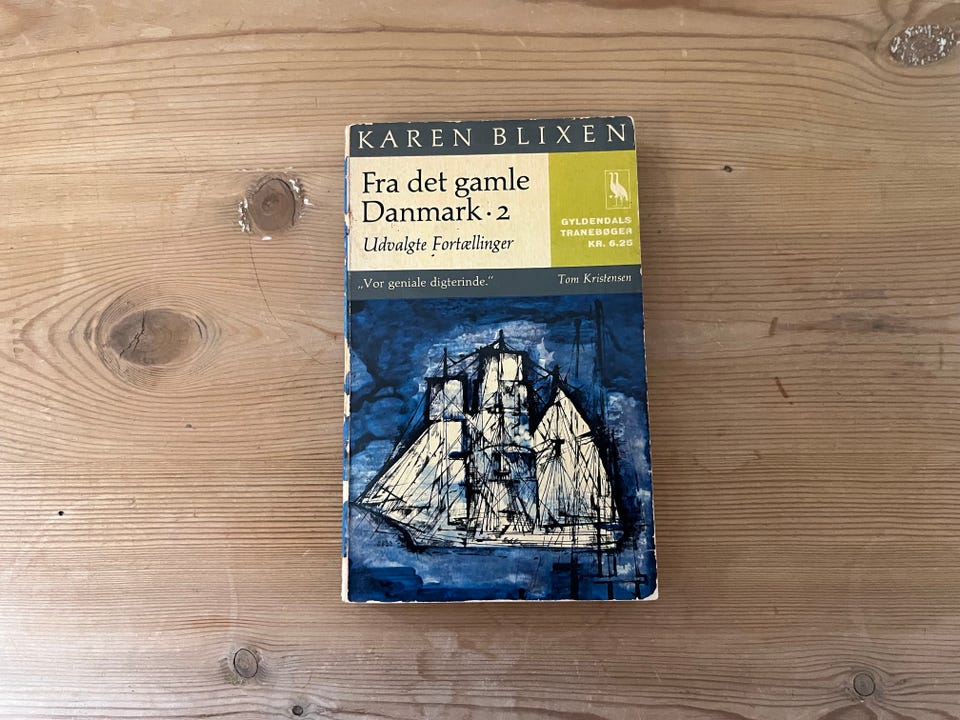 KAREN BLIXEN
Fra det gamle
Danmark · 2
Udvalgte Fortællinger
GYLDENDALS
TRANEBØGER
KR. 6.25
„Vor geniale digterinde.“
Tom Kristensen